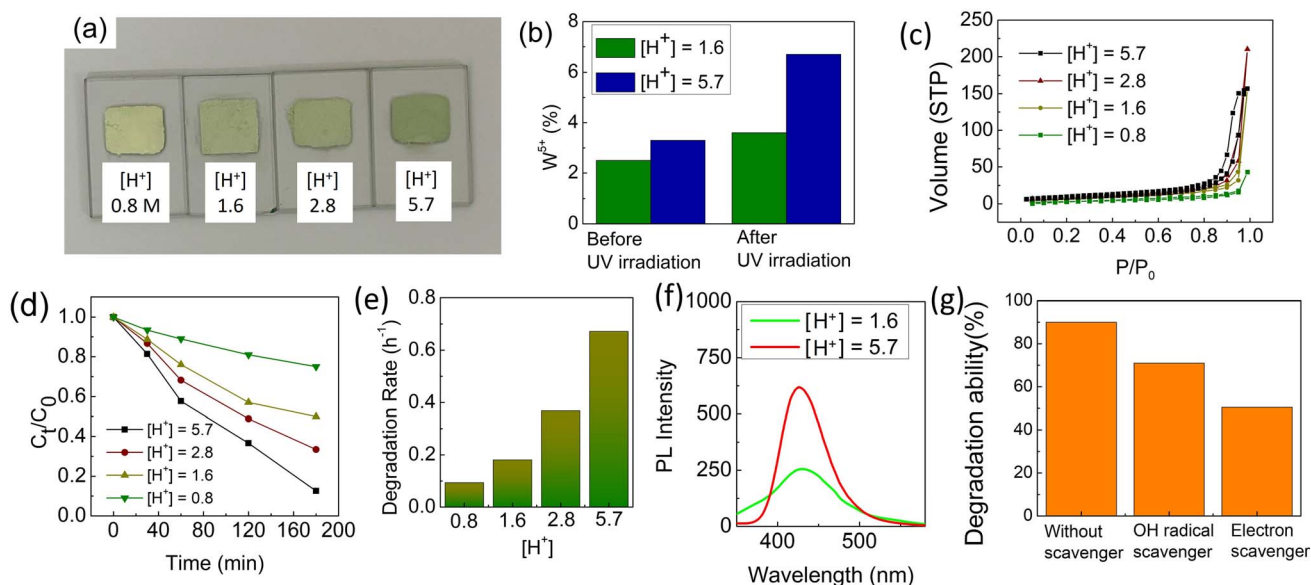 (a)
[H⁺]
0.8 M
[H⁺]
1.6
[H⁺]
2.8
[H⁺]
5.7
(b)
W⁵⁺ (%)
8
6
4
2
0
[H⁺] = 1.6
[H⁺] = 5.7
Before
UV irradiation
After
UV irradiation
(c)
Volume (STP)
250
200
150
100
50
0
[H⁺] = 5.7
[H⁺] = 2.8
[H⁺] = 1.6
[H⁺] = 0.8
0.0 0.2 0.4 0.6 0.8 1.0
P/P₀
(d)
Cₜ/C₀
1.0
0.8
0.6
0.4
0.2
0.0
[H⁺] = 5.7
[H⁺] = 2.8
[H⁺] = 1.6
[H⁺] = 0.8
0 40 80 120 160 200
Time (min)
(e)
Degradation Rate (h⁻¹)
0.8
0.6
0.4
0.2
0.0
0.8 1.6 2.8 5.7
[H⁺]
(f)
PL Intensity
1000
750
500
250
0
[H⁺] = 1.6
[H⁺] = 5.7
400 500
Wavelength (nm)
(g)
Degradation ability(%)
100
80
60
40
20
0
Without
scavenger
OH radical
scavenger
Electron
scavenger